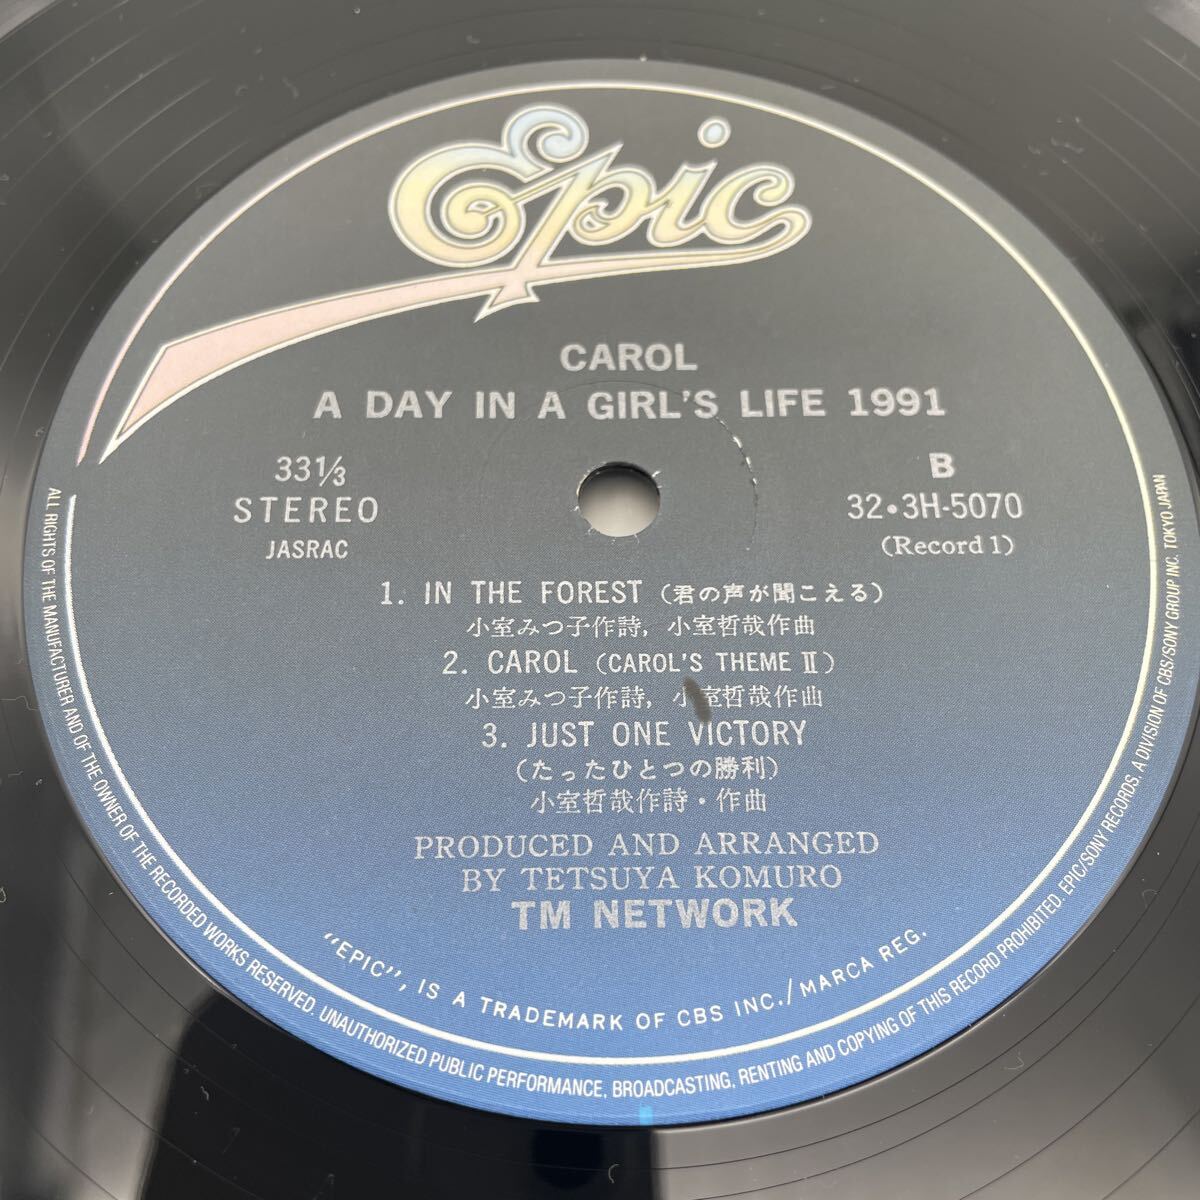 Epic
CAROL
A DAY IN A GIRL'S LIFE 1991
33⅓
STEREO
JASRAC
B
32・3H-5070
(Record 1)
1. IN THE FOREST (君の声が聞こえる)
小室みつ子作詩, 小室哲哉作曲
2. CAROL (CAROL'S THEME Ⅱ)
小室みつ子作詩, 小室哲哉作曲
3. JUST ONE VICTORY
(たったひとつの勝利)
小室哲哉作詩・作曲
PRODUCED AND ARRANGED
BY TETSUYA KOMURO
TM NETWORK
"EPIC", IS A TRADEMARK OF CBS INC./MARCA REG.
ALL RIGHTS OF THE MANUFACTURER AND OF THE OWNER OF THE RECORDED WORKS RESERVED. UNAUTHORIZED PUBLIC PERFORMANCE, BROADCASTING, RENTING AND COPYING OF THIS RECORD PROHIBITED. EPIC/SONY RECORDS. A DIVISION OF CBS/SONY GROUP INC. TOKYO JAPAN